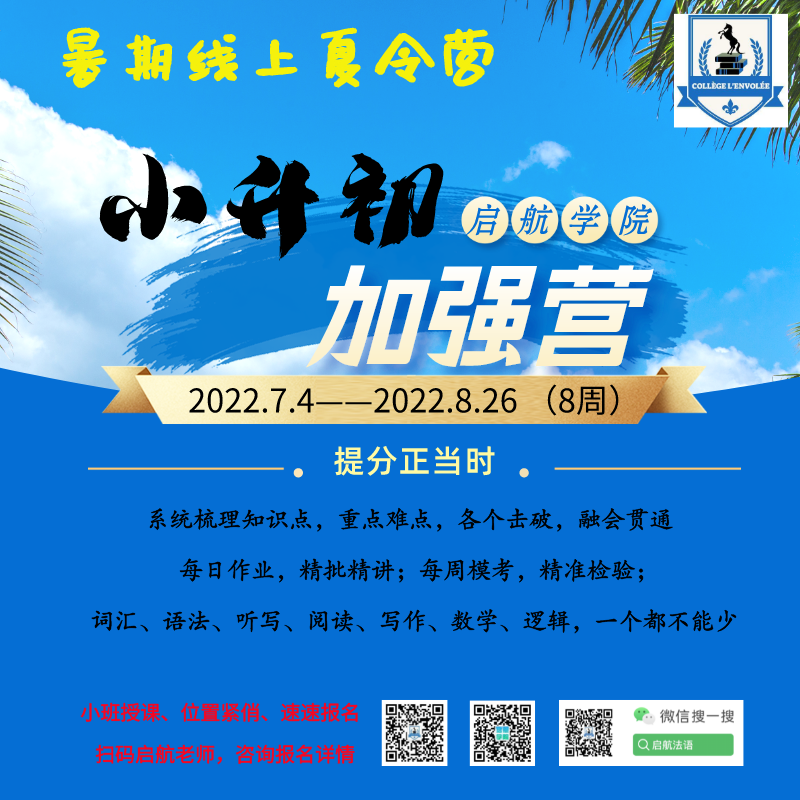 暑期线上夏令营
COLLÈGE L'ENVOLÉE
小升初
启航学院
加强营
2022.7.4——2022.8.26 （8周）
提分正当时
系统梳理知识点，重点难点，各个击破，融会贯通
每日作业，精批精讲；每周模考，精准检验；
词汇、语法、听写、阅读、写作、数学、逻辑，一个都不能少
小班授课、位置紧俏、速速报名
扫码启航老师，咨询报名详情
微信搜一搜
启航法语